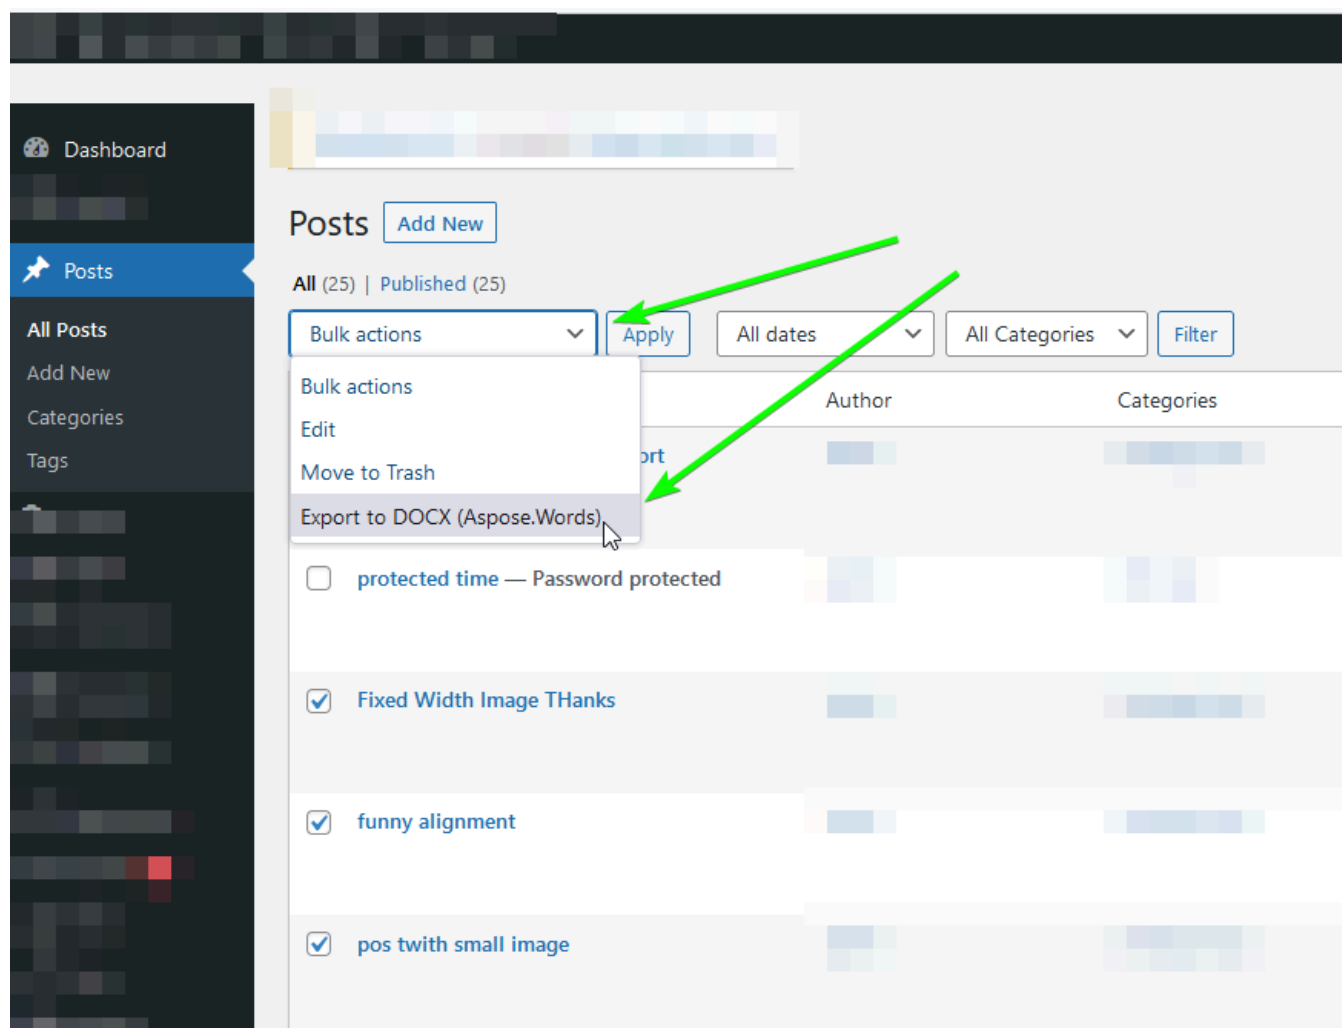 Dashboard
Posts
All Posts
Add New
Categories
Tags
Posts Add New
All (25) | Published (25)
Bulk actions Apply All dates All Categories Filter
Bulk actions
Edit
Move to Trash
Export to DOCX (Aspose.Words)
Author Categories
ort
protected time — Password protected
Fixed Width Image THanks
funny alignment
pos twith small image